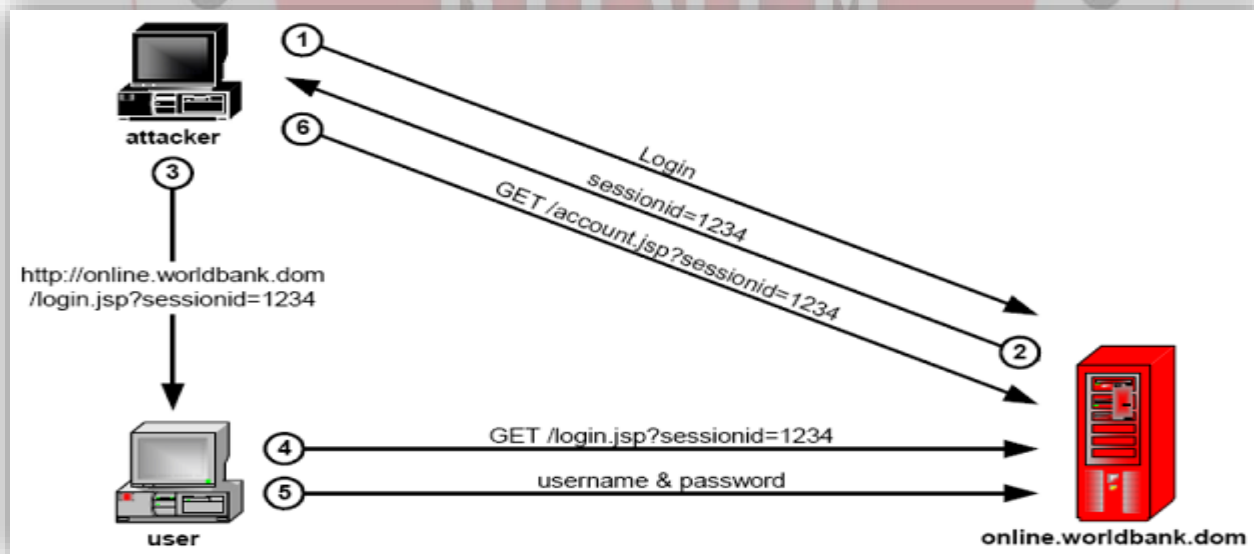 1
Login
attacker
6
sessionid=1234
GET /account.jsp?sessionid=1234
3
http://online.worldbank.dom
/login.jsp?sessionid=1234
2
4
GET /login.jsp?sessionid=1234
5
username & password
user
online.worldbank.dom